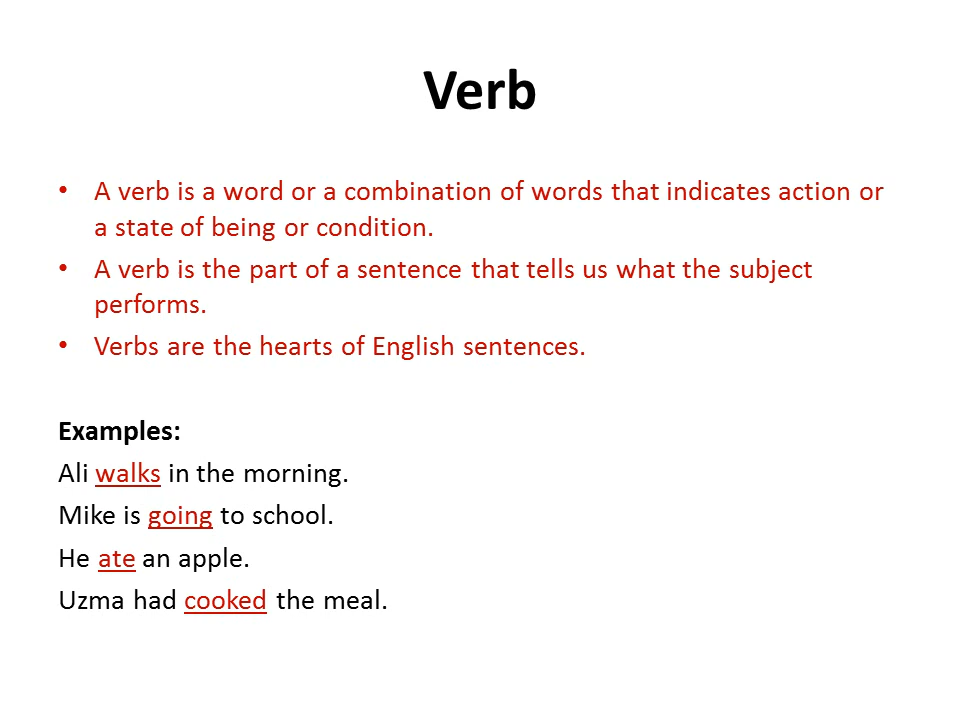 Verb
• A verb is a word or a combination of words that indicates action or
a state of being or condition.
• A verb is the part of a sentence that tells us what the subject
performs.
• Verbs are the hearts of English sentences.
Examples:
Ali walks in the morning.
Mike is going to school.
He ate an apple.
Uzma had cooked the meal.